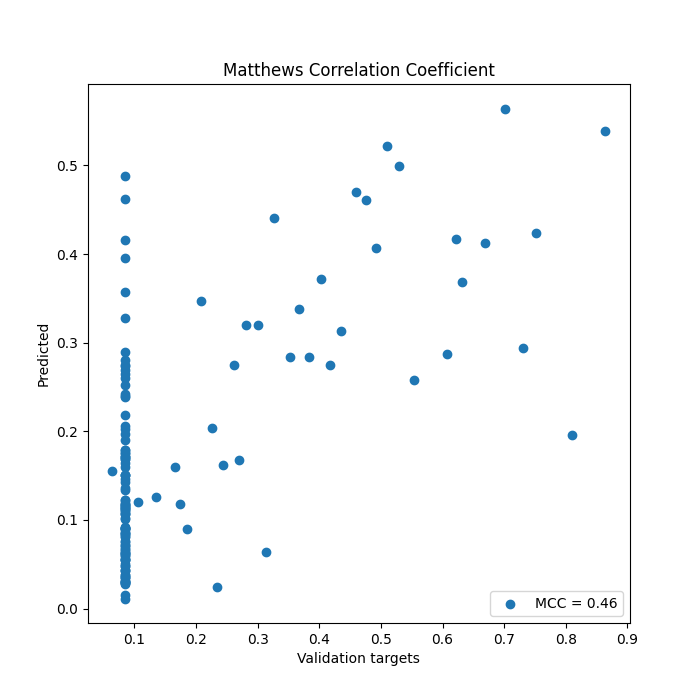 Matthews Correlation Coefficient
0.5
0.4
0.3
0.2
0.1
0.0
Predicted
MCC = 0.46
0.1 0.2 0.3 0.4 0.5 0.6 0.7 0.8 0.9
Validation targets